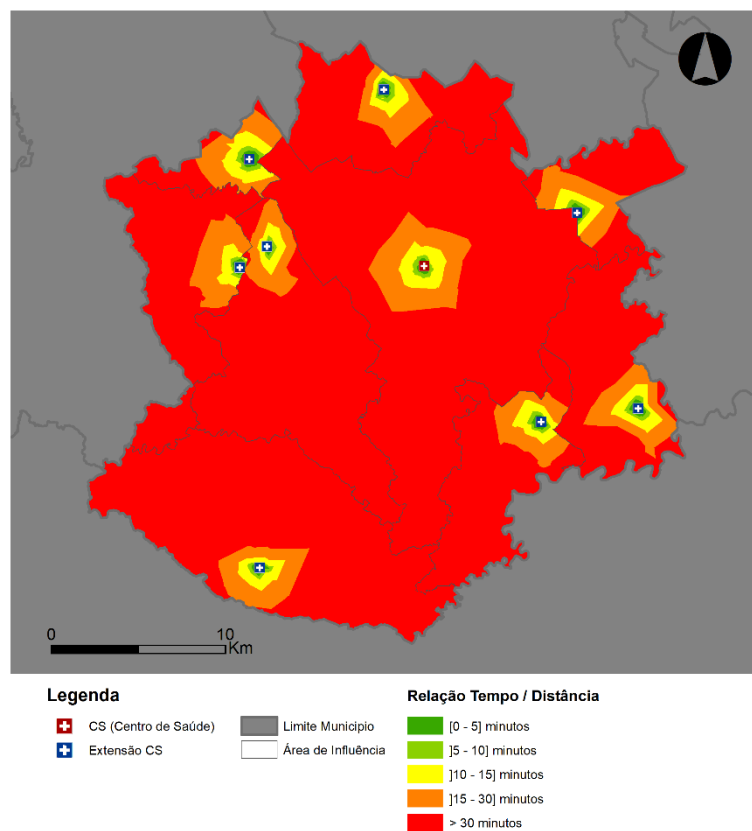 0 10
Km
Legenda
CS (Centro de Saúde)
Extensão CS
Limite Municipio
Área de Influência
Relação Tempo / Distância
[0 - 5] minutos
]5 - 10] minutos
]10 - 15] minutos
]15 - 30] minutos
> 30 minutos